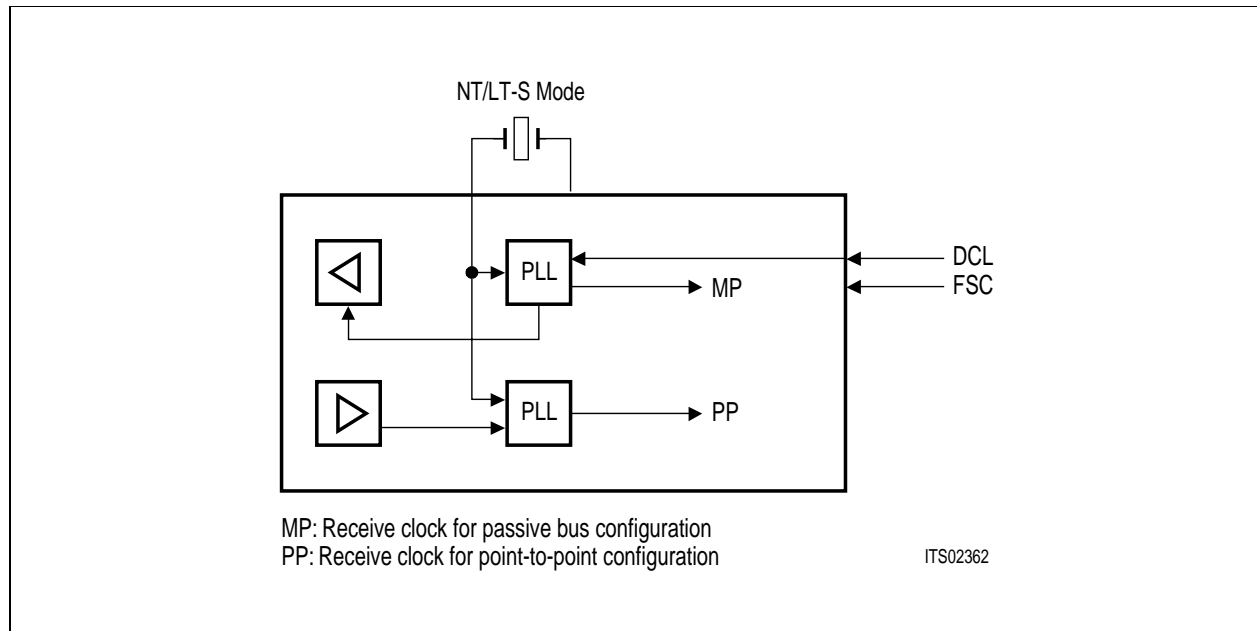 NT/LT-S Mode
PLL
DCL
MP
FSC
PLL
PP
MP: Receive clock for passive bus configuration
PP: Receive clock for point-to-point configuration
ITS02362